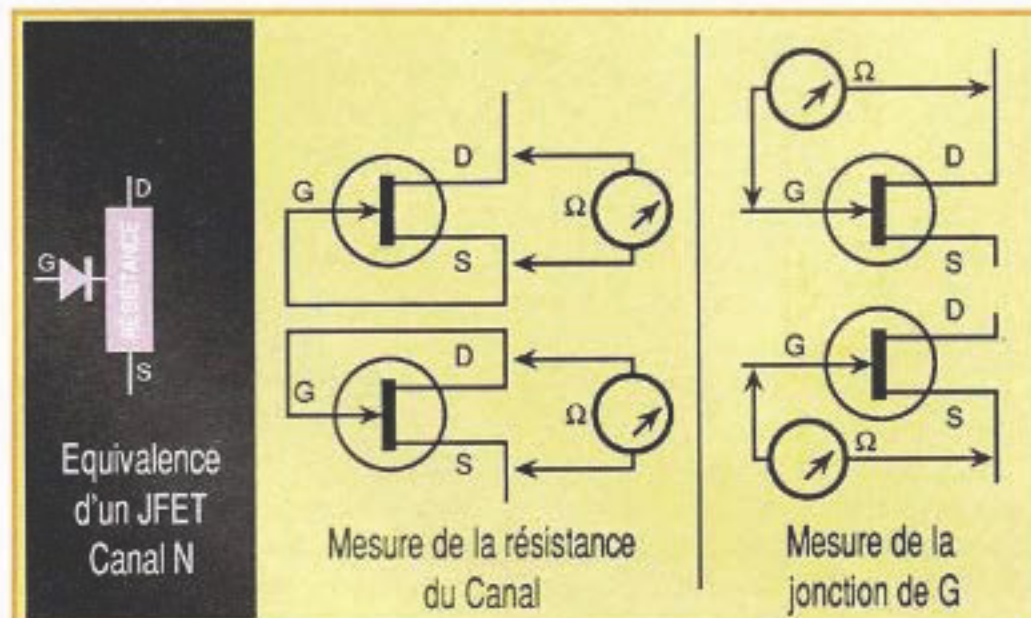 D
G
RÉSISTANCE
S
Equivalence
d'un JFET
Canal N
D
G
Ω
S
D
G
Ω
S
Mesure de la résistance
du Canal
Ω
D
G
S
D
G
S
Ω
Mesure de la
jonction de G